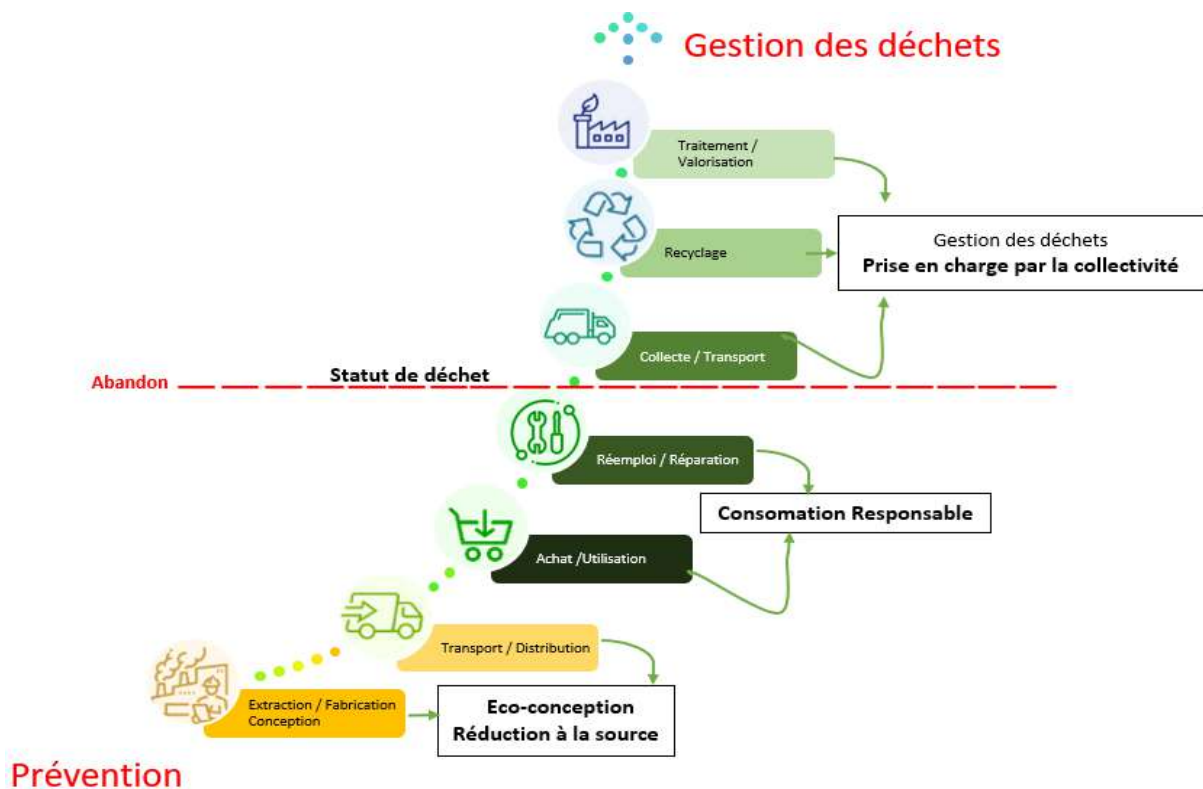 Gestion des déchets
Traitement /
Valorisation
Gestion des déchets
Prise en charge par la collectivité
Recyclage
Collecte / Transport
Abandon
Statut de déchet
Réemploi / Réparation
Consomation Responsable
Achat /Utilisation
Transport / Distribution
Extraction / Fabrication
Conception
Eco-conception
Réduction à la source
Prévention